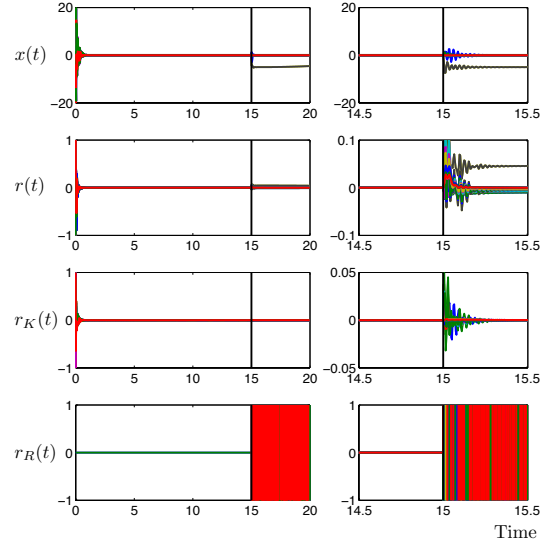 20 20
x(t) 0 0
−20 −20
0 5 10 15 20 14.5 15 15.5
1 0.1
r(t) 0 0
−1 −0.1
0 5 10 15 20 14.5 15 15.5
1 0.05
r_K(t) 0 0
−1 −0.05
0 5 10 15 20 14.5 15 15.5
1 1
r_R(t) 0 0
−1 −1
0 5 10 15 20 14.5 15 15.5
Time